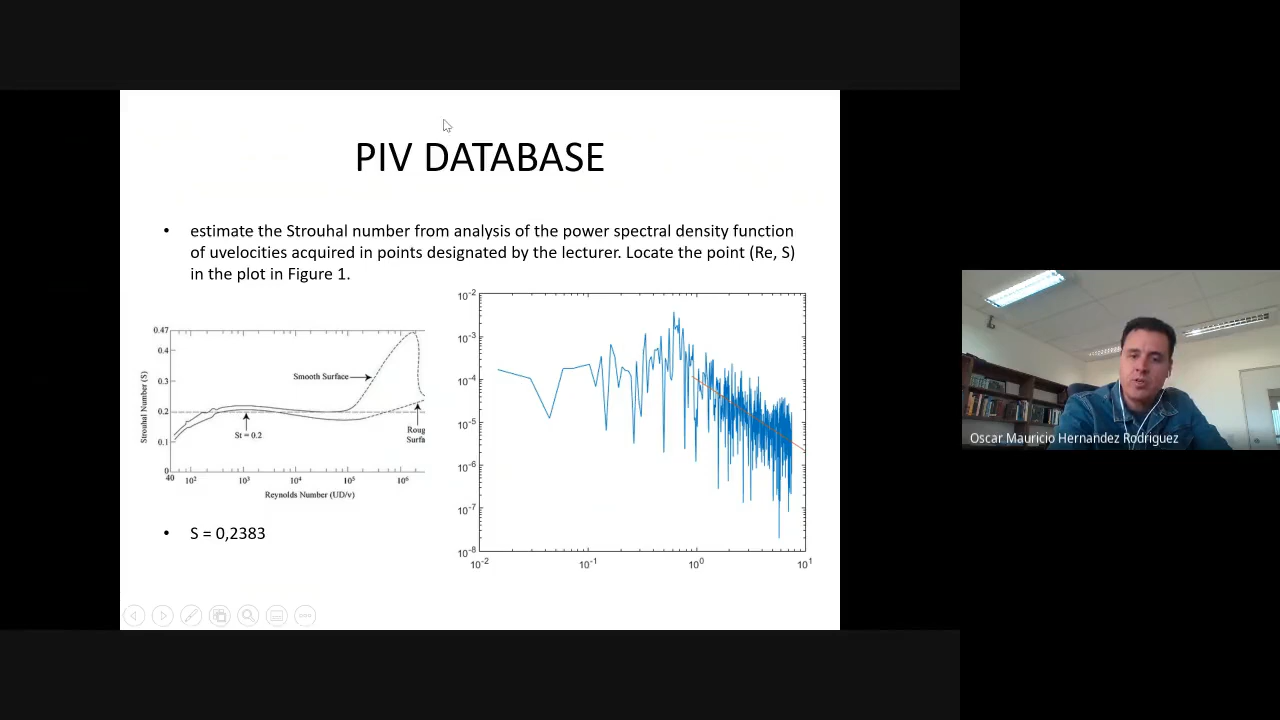 PIV DATABASE
• estimate the Strouhal number from analysis of the power spectral density function
of uvelocities acquired in points designated by the lecturer. Locate the point (Re, S)
in the plot in Figure 1.
0.47
0.4
0.3
0.2
0.1
0
Strouhal Number (S)
Smooth Surface
St = 0.2
Roug
Surfa
40 10² 10³ 10⁴ 10⁵ 10⁶
Reynolds Number (UD/ν)
10⁻²
10⁻³
10⁻⁴
10⁻⁵
10⁻⁶
10⁻⁷
10⁻⁸
10⁻² 10⁻¹ 10⁰ 10¹
• S = 0,2383
Oscar Mauricio Hernandez Rodriguez